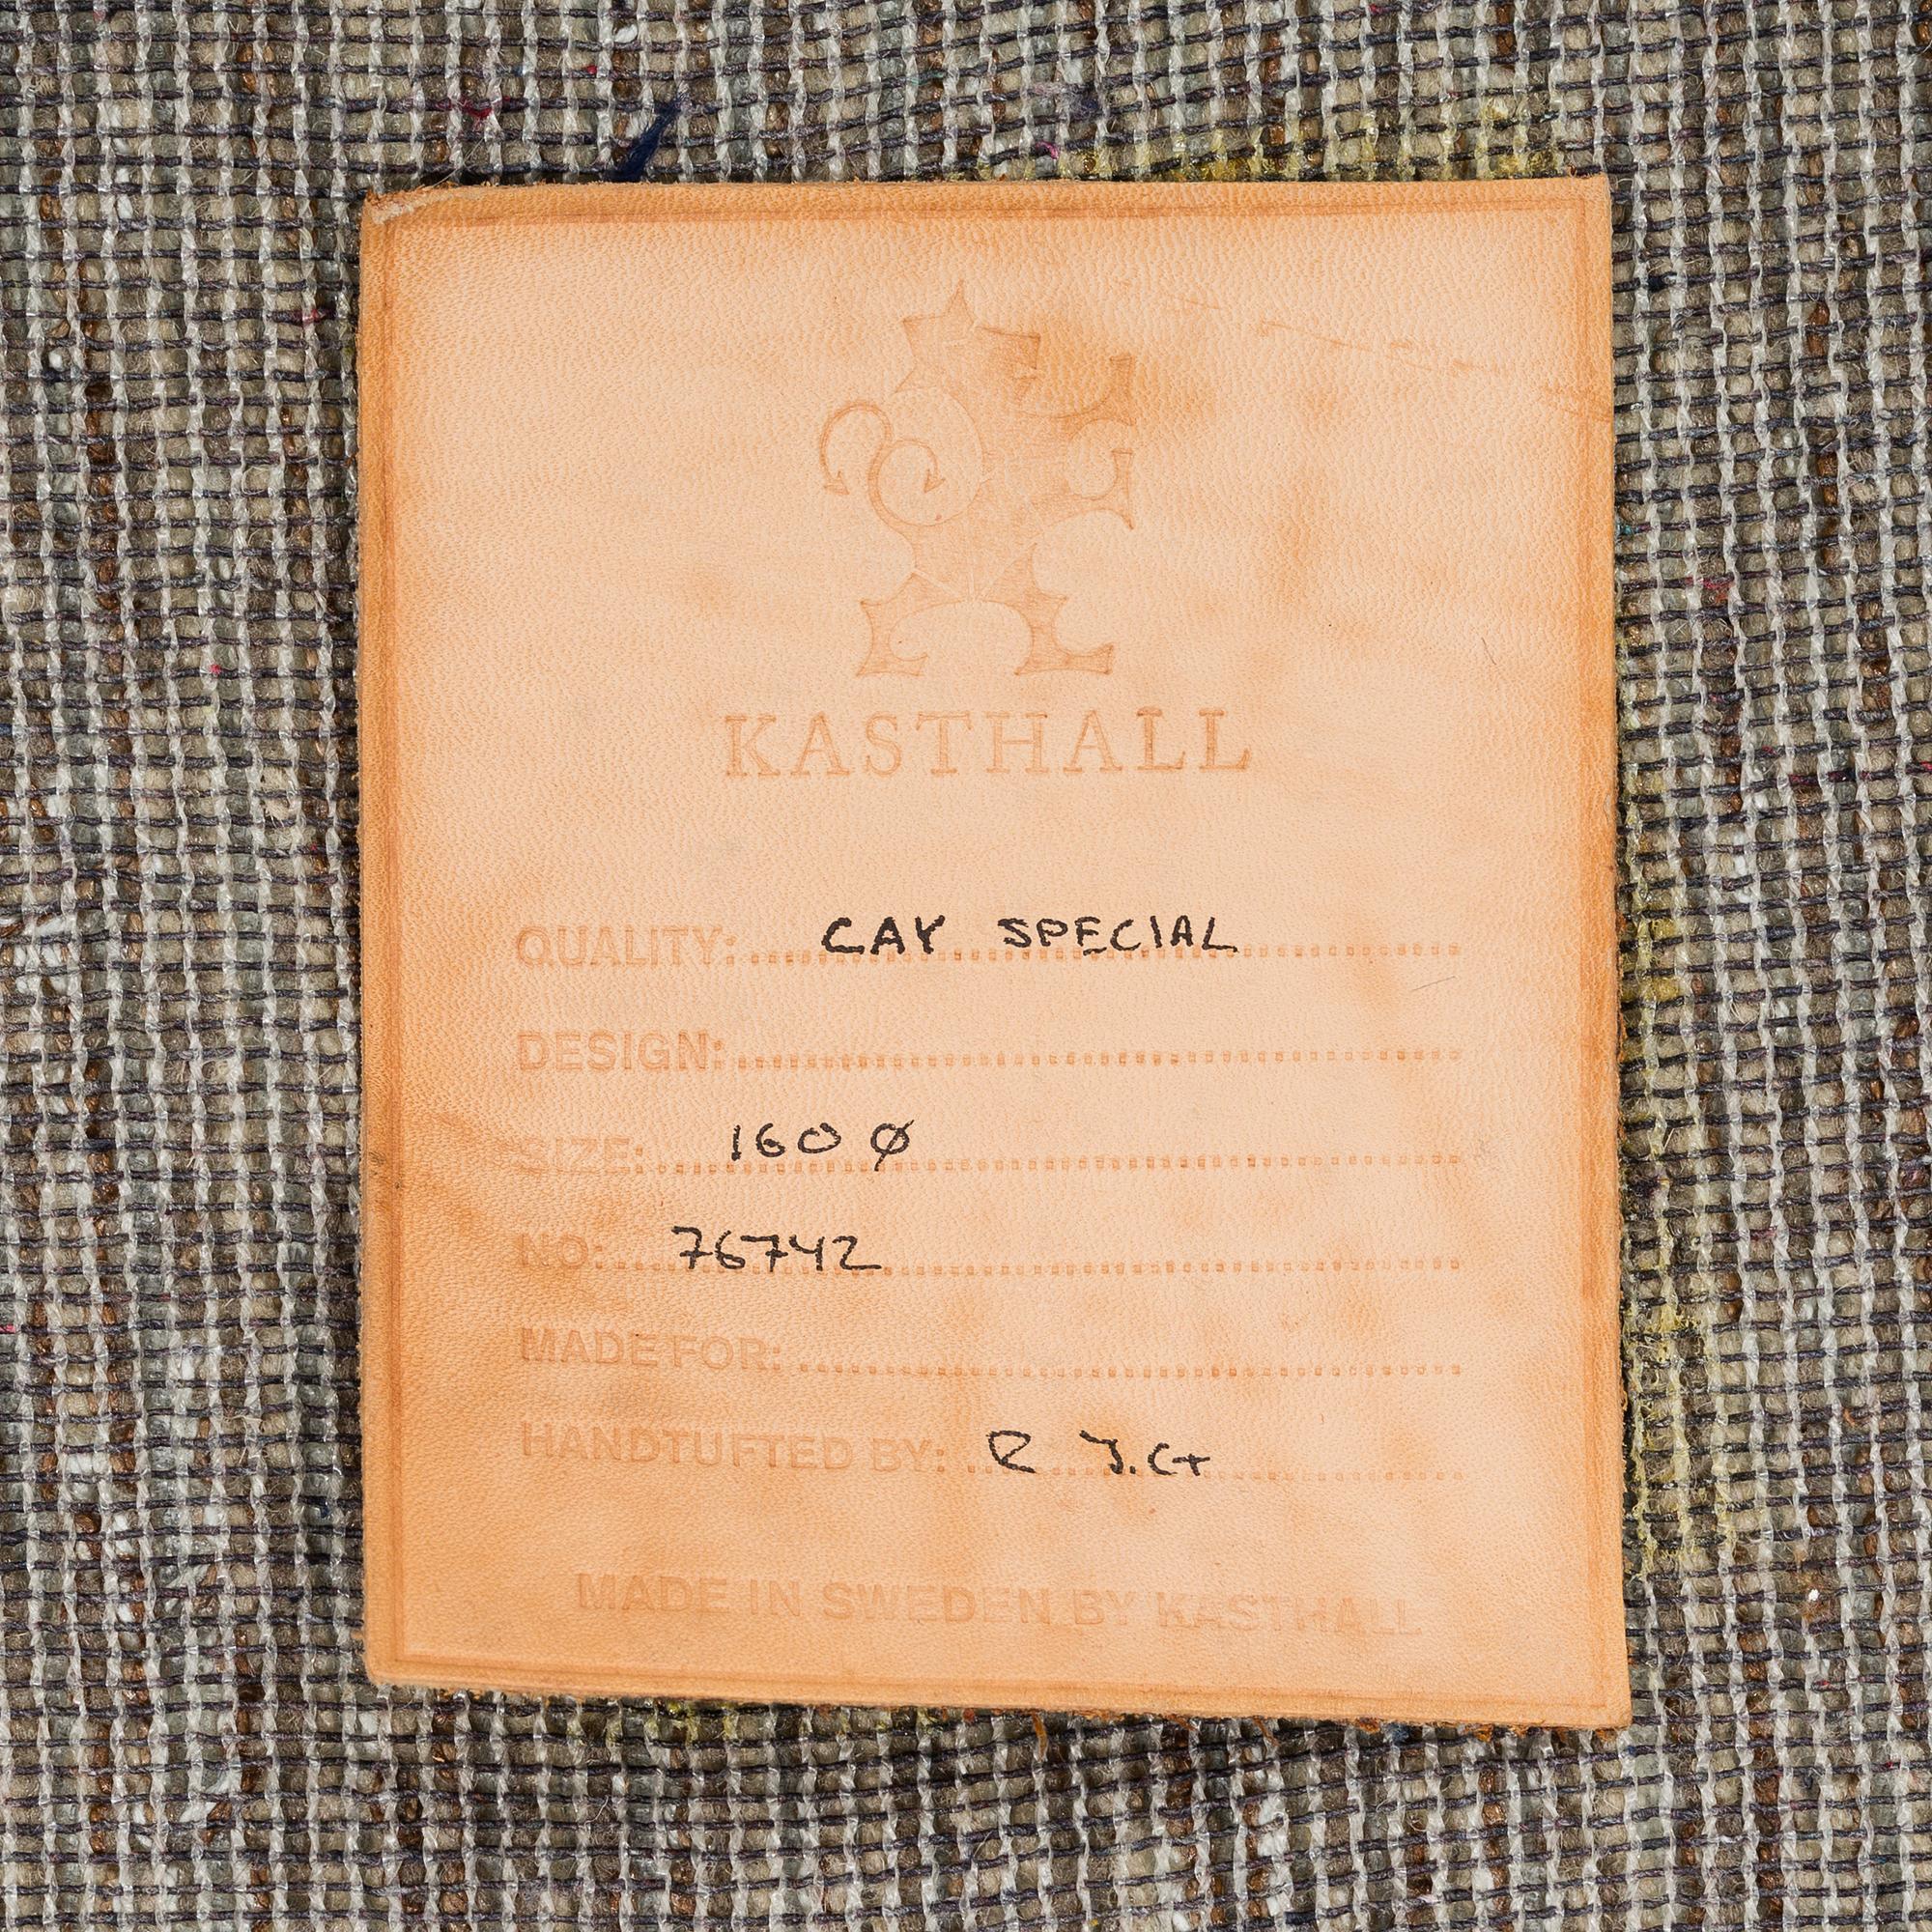 KASTHALL
QUALITY: CAY SPECIAL
DESIGN:
SIZE: 160 Ø
NO: 76742
MADE FOR:
HANDTUFTED BY: R J.G
MADE IN SWEDEN BY KASTHALL